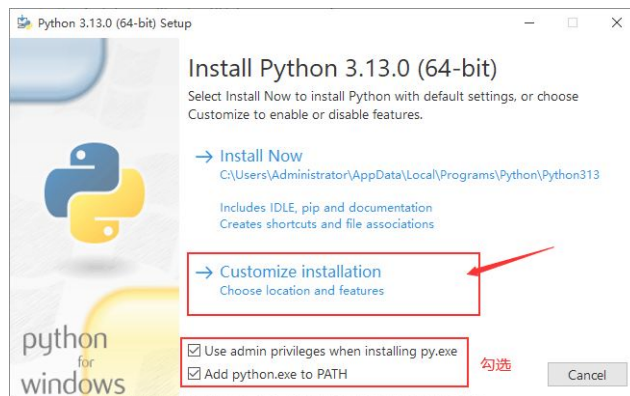 Python 3.13.0 (64-bit) Setup
Install Python 3.13.0 (64-bit)
Select Install Now to install Python with default settings, or choose
Customize to enable or disable features.
→ Install Now
C:\Users\Administrator\AppData\Local\Programs\Python\Python313
Includes IDLE, pip and documentation
Creates shortcuts and file associations
→ Customize installation
Choose location and features
python
for
windows
Use admin privileges when installing py.exe
Add python.exe to PATH
勾选
Cancel